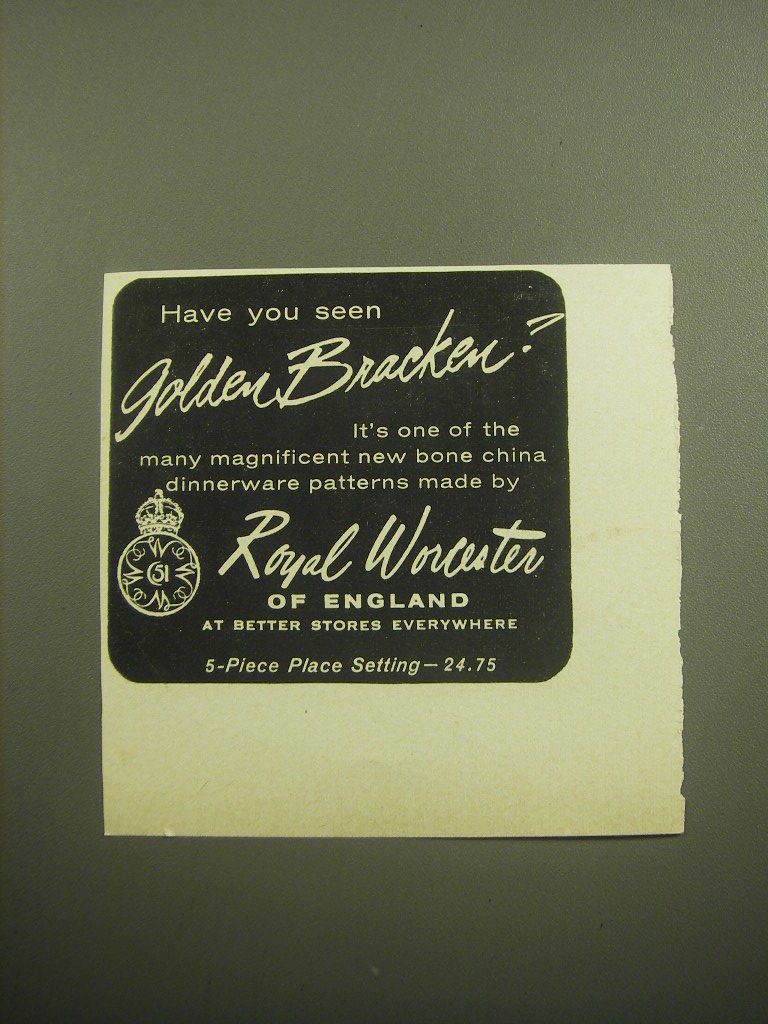 Have you seen
Golden Bracken?
It's one of the
many magnificent new bone china
dinnerware patterns made by
Royal Worcester
OF ENGLAND
AT BETTER STORES EVERYWHERE
5-Piece Place Setting—24.75
51